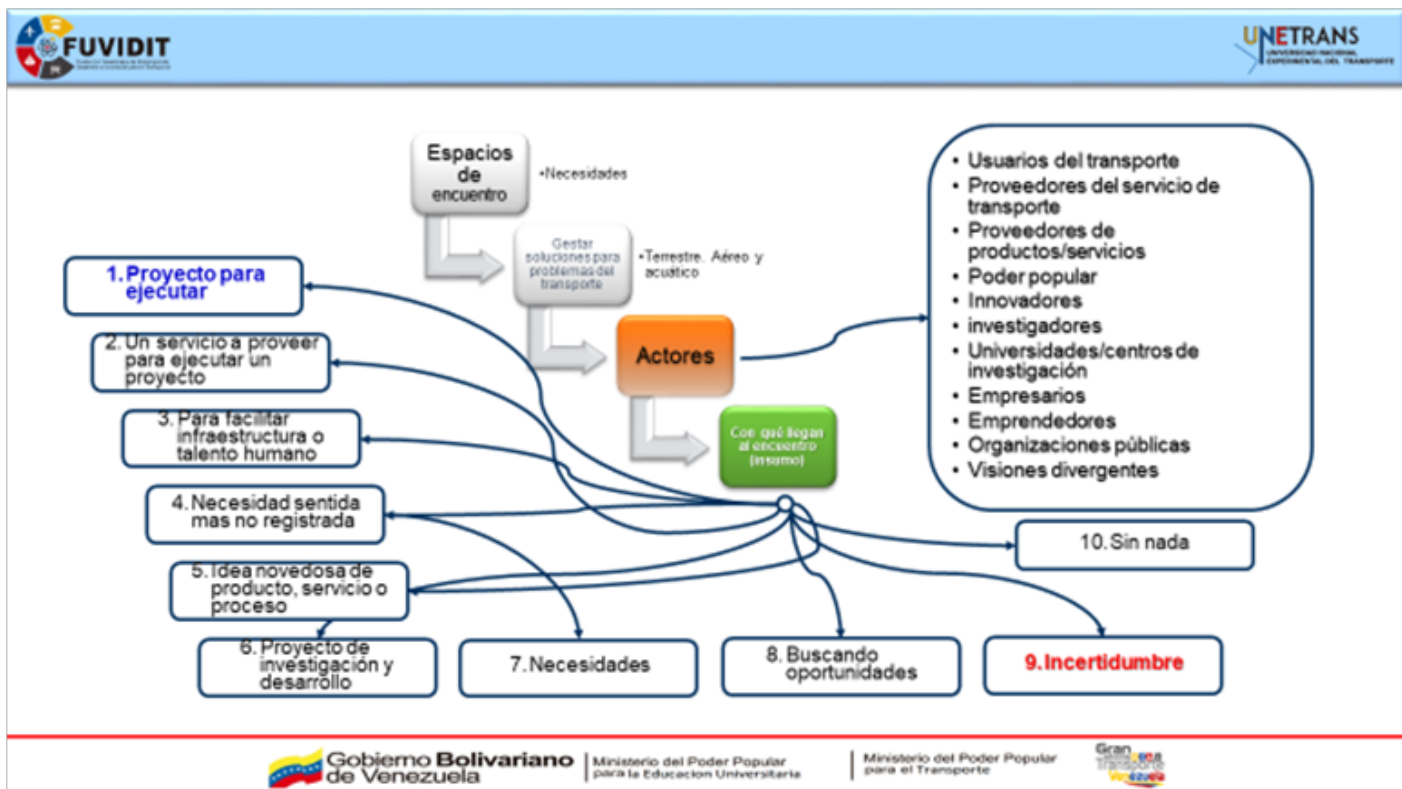 FUVIDIT
UNETRANS
UNIVERSIDAD NACIONAL
EXPERIMENTAL DEL TRANSPORTE
Espacios
de
encuentro
•Necesidades
Gestar
soluciones para
problemas del
transporte
•Terrestre. Aéreo y
acuático
Actores
Con qué llegan
al encuentro
(insumo)
• Usuarios del transporte
• Proveedores del servicio de
transporte
• Proveedores de
productos/servicios
• Poder popular
• Innovadores
• investigadores
• Universidades/centros de
investigación
• Empresarios
• Emprendedores
• Organizaciones públicas
• Visiones divergentes
1. Proyecto para
ejecutar
2. Un servicio a proveer
para ejecutar un
proyecto
3. Para facilitar
infraestructura o
talento humano
4. Necesidad sentida
mas no registrada
5. Idea novedosa de
producto, servicio o
proceso
6. Proyecto de
investigación y
desarrollo
7. Necesidades
8. Buscando
oportunidades
9. Incertidumbre
10. Sin nada
Gobierno Bolivariano
de Venezuela
Ministerio del Poder Popular
para la Educacion Universitaria
Ministerio del Poder Popular
para el Transporte
Gran
Transporte
Venezuela